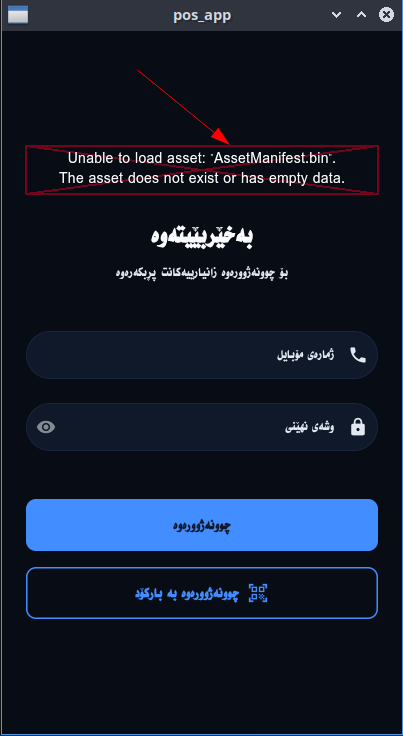 pos_app
Unable to load asset: "AssetManifest.bin".
The asset does not exist or has empty data.
بەخێربێیتەوە
بۆ چوونەژوورەوە زانیارییەکانت پڕبکەرەوە
ژمارەی مۆبایل
وشەی نهێنی
چوونەژوورەوە
چوونەژوورەوە بە بارکۆد